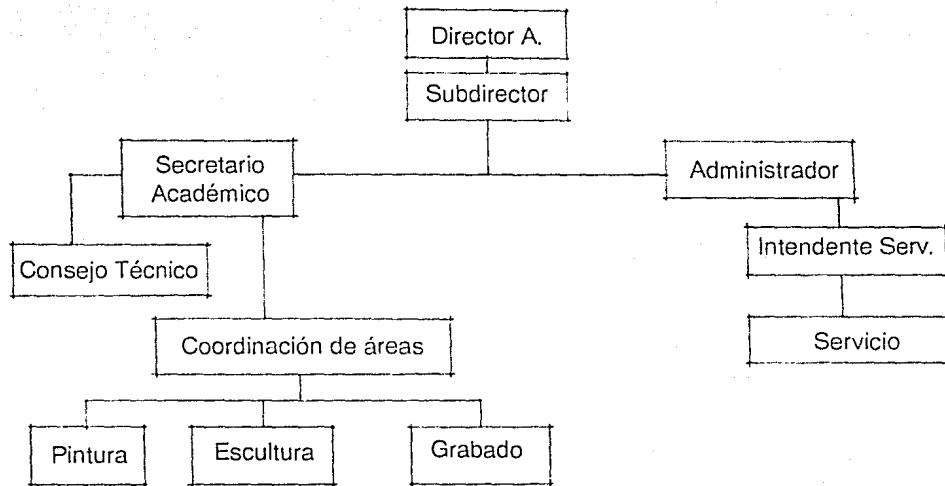 Director A.
Subdirector
Secretario
Académico
Administrador
Consejo Técnico
Intendente Serv.
Coordinación de áreas
Servicio
Pintura
Escultura
Grabado